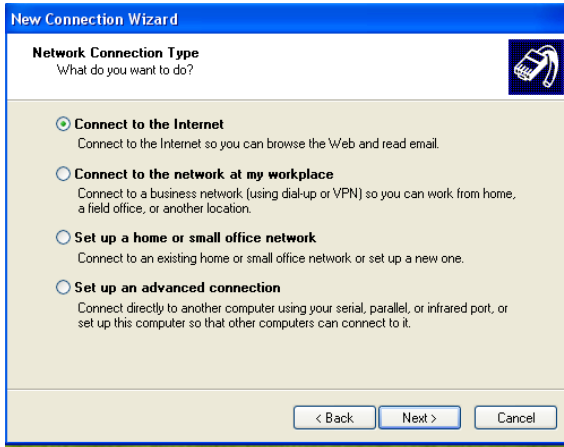 New Connection Wizard
Network Connection Type
What do you want to do?
Connect to the Internet
Connect to the Internet so you can browse the Web and read email.
Connect to the network at my workplace
Connect to a business network (using dial-up or VPN) so you can work from home,
a field office, or another location.
Set up a home or small office network
Connect to an existing home or small office network or set up a new one.
Set up an advanced connection
Connect directly to another computer using your serial, parallel, or infrared port, or
set up this computer so that other computers can connect to it.
< Back Next > Cancel